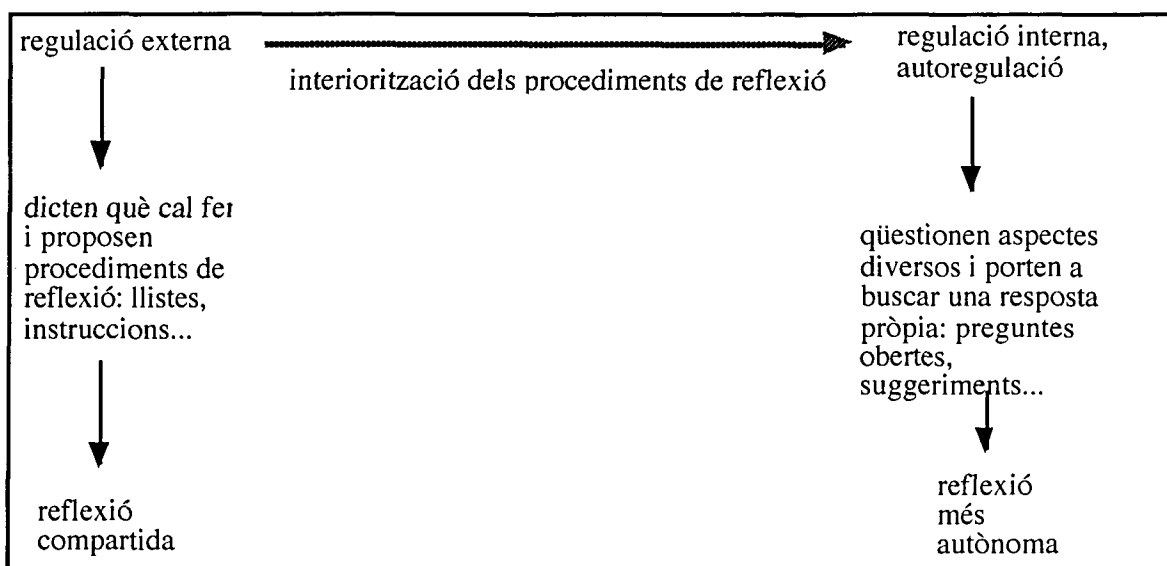 regulació externa
interiorització dels procediments de reflexió
regulació interna,
autoregulació
dicten què cal fer
i proposen
procediments de
reflexió: llistes,
instruccions...
qüestionen aspectes
diversos i porten a
buscar una resposta
pròpia: preguntes
obertes,
suggeriments...
reflexió
compartida
reflexió
més
autònoma